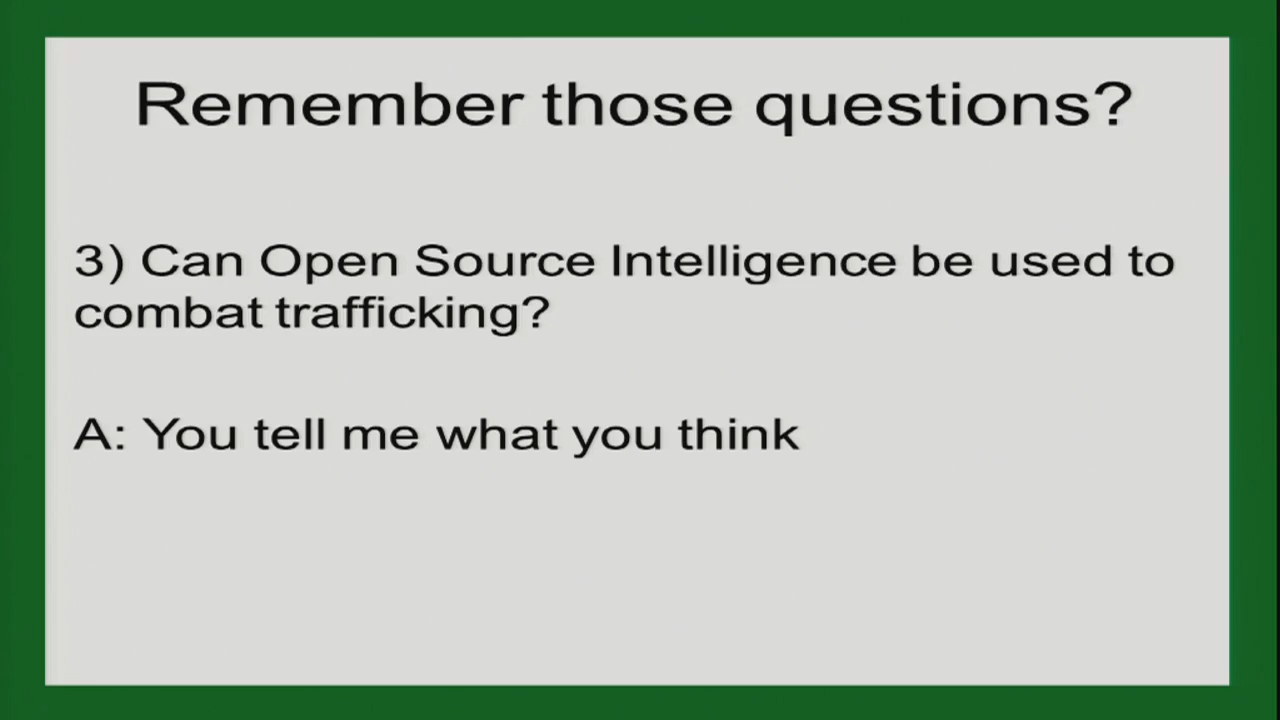 Remember those questions?
3) Can Open Source Intelligence be used to
combat trafficking?
A: You tell me what you think